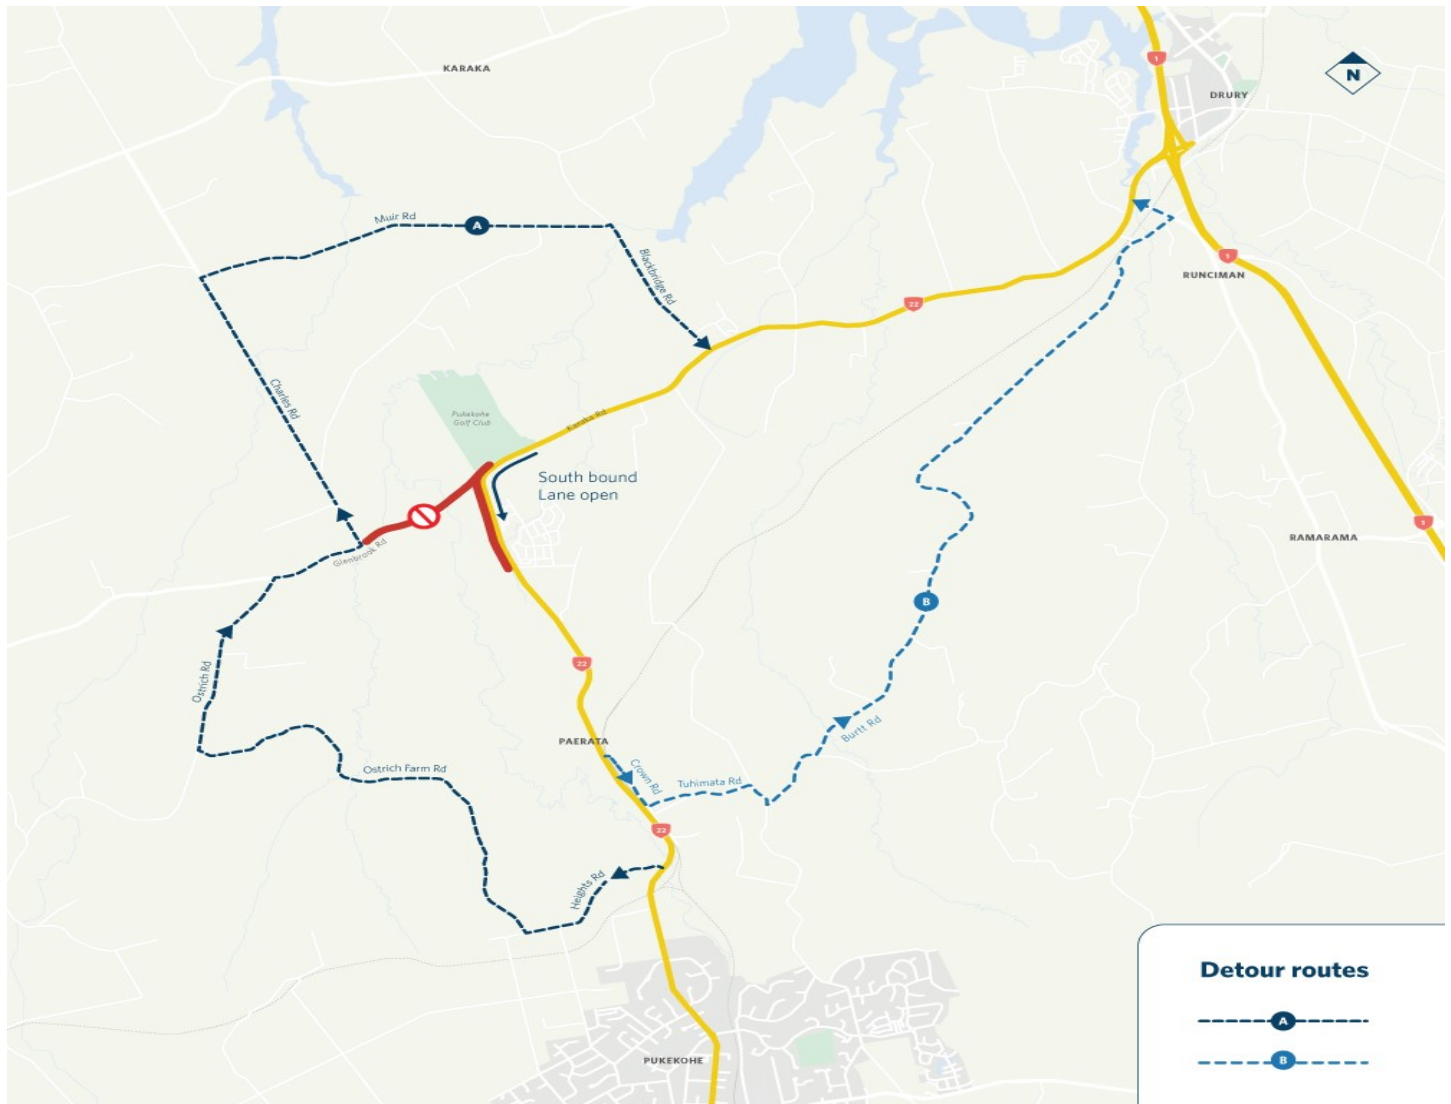 KARAKA
1
DRURY
N
Muir Rd
A
Blackbridge Rd
1
RUNCIMAN
22
Charles Rd
Pukekohe
Golf Club
Karaka Rd
South bound
Lane open
Glenbrook Rd
1
RAMARAMA
B
Ostrich Rd
22
PAERATA
Burtt Rd
Ostrich Farm Rd
Crown Rd
Tuhimata Rd
22
Heights Rd
PUKEKOHE
Detour routes
A
B